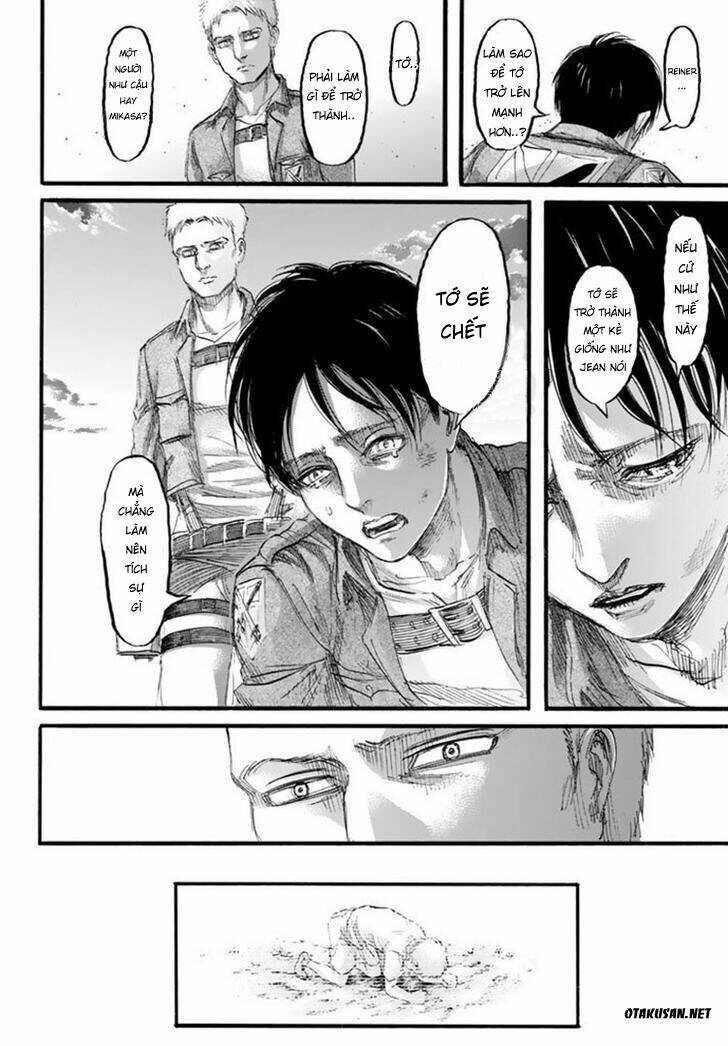 REINER
...
LÀM SAO
ĐỂ TỚ
TRỞ LÊN
MẠNH
HƠN..?
TỚ..
PHẢI LÀM
GÌ ĐỂ TRỞ
THÀNH..
MỘT
NGƯỜI
NHƯ CẬU
HAY
MIKASA?
NẾU
CỨ
NHƯ
THẾ
NÀY
TỚ SẼ
TRỞ THÀNH
MỘT KẺ
GIỐNG NHƯ
JEAN NÓI
TỚ SẼ
CHẾT
MÀ
CHẲNG
LÀM
NÊN
TÍCH
SỰ
GÌ
OTAKUSAN.NET